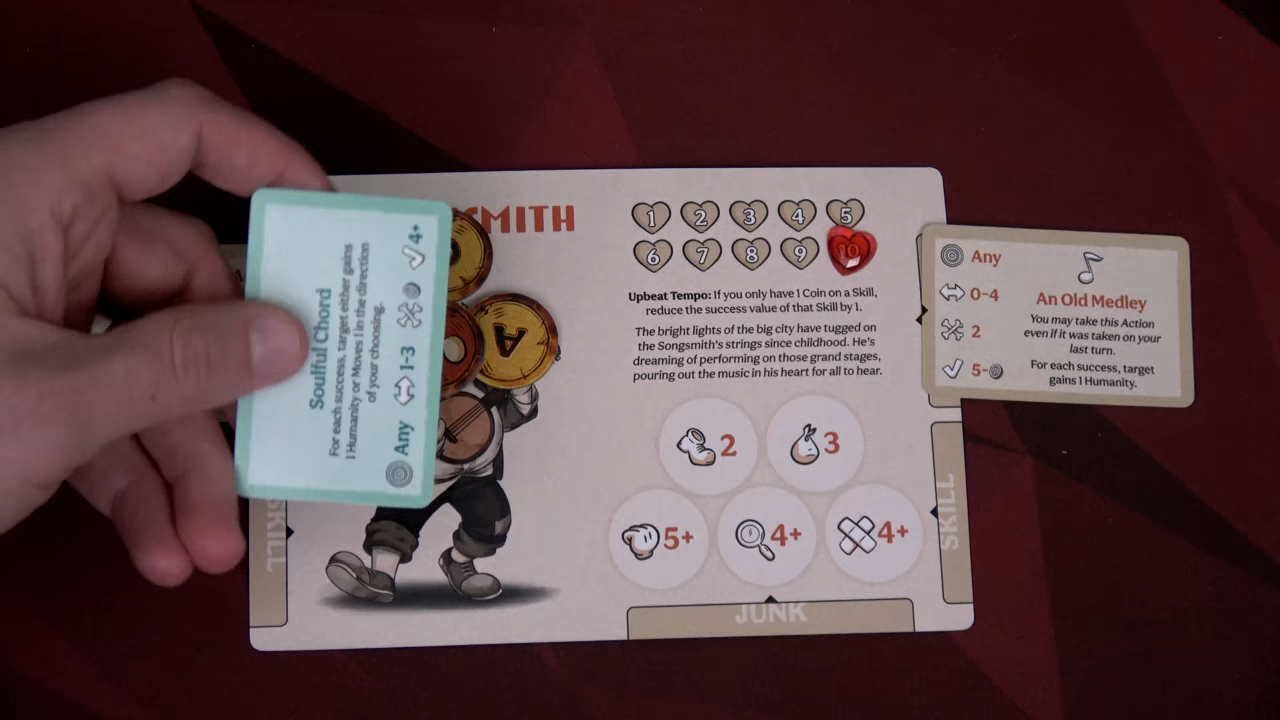 SMITH
1 2 3 4 5
6 7 8 9 10
Upbeat Tempo: If you only have 1 Coin on a Skill,
reduce the success value of that Skill by 1.
The bright lights of the big city have tugged on
the Songsmith's strings since childhood. He's
dreaming of performing on those grand stages,
pouring out the music in his heart for all to hear.
2 3
5+ 4+ 4+
JUNK
SKILL
SKILL
A
Soulful Chord
For each success, target either gains
1 Humanity or Moves 1 in the direction
of your choosing.
Any 1-3 4+
Any
0-4
2
5-
An Old Medley
You may take this Action
even if it was taken on your
last turn.
For each success, target
gains 1 Humanity.